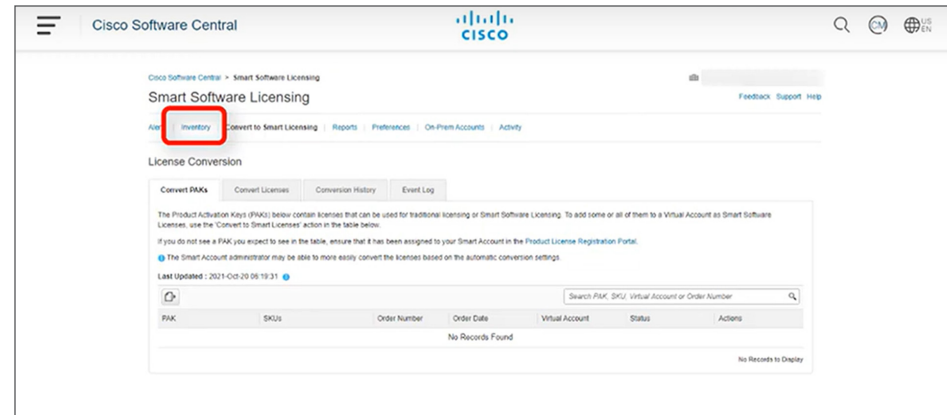 Cisco Software Central
CISCO
CM
US
EN
Cisco Software Central > Smart Software Licensing
Smart Software Licensing
Feedback Support Help
Inventory Convert to Smart Licensing Reports Preferences On-Prem Accounts Activity
License Conversion
Convert PAKs Convert Licenses Conversion History Event Log
The Product Activation Keys (PAKs) below contain licenses that can be used for traditional licensing or Smart Software Licensing. To add some or all of them to a Virtual Account as Smart Software
Licenses, use the 'Convert to Smart Licenses' action in the table below.
If you do not see a PAK you expect to see in the table, ensure that it has been assigned to your Smart Account in the Product License Registration Portal.
The Smart Account administrator may be able to more easily convert the licenses based on the automatic conversion settings.
Last Updated : 2021-Oct-20 06:19:31
Search PAK, SKU, Virtual Account or Order Number
PAK SKUs Order Number Order Date Virtual Account Status Actions
No Records Found
No Records to Display